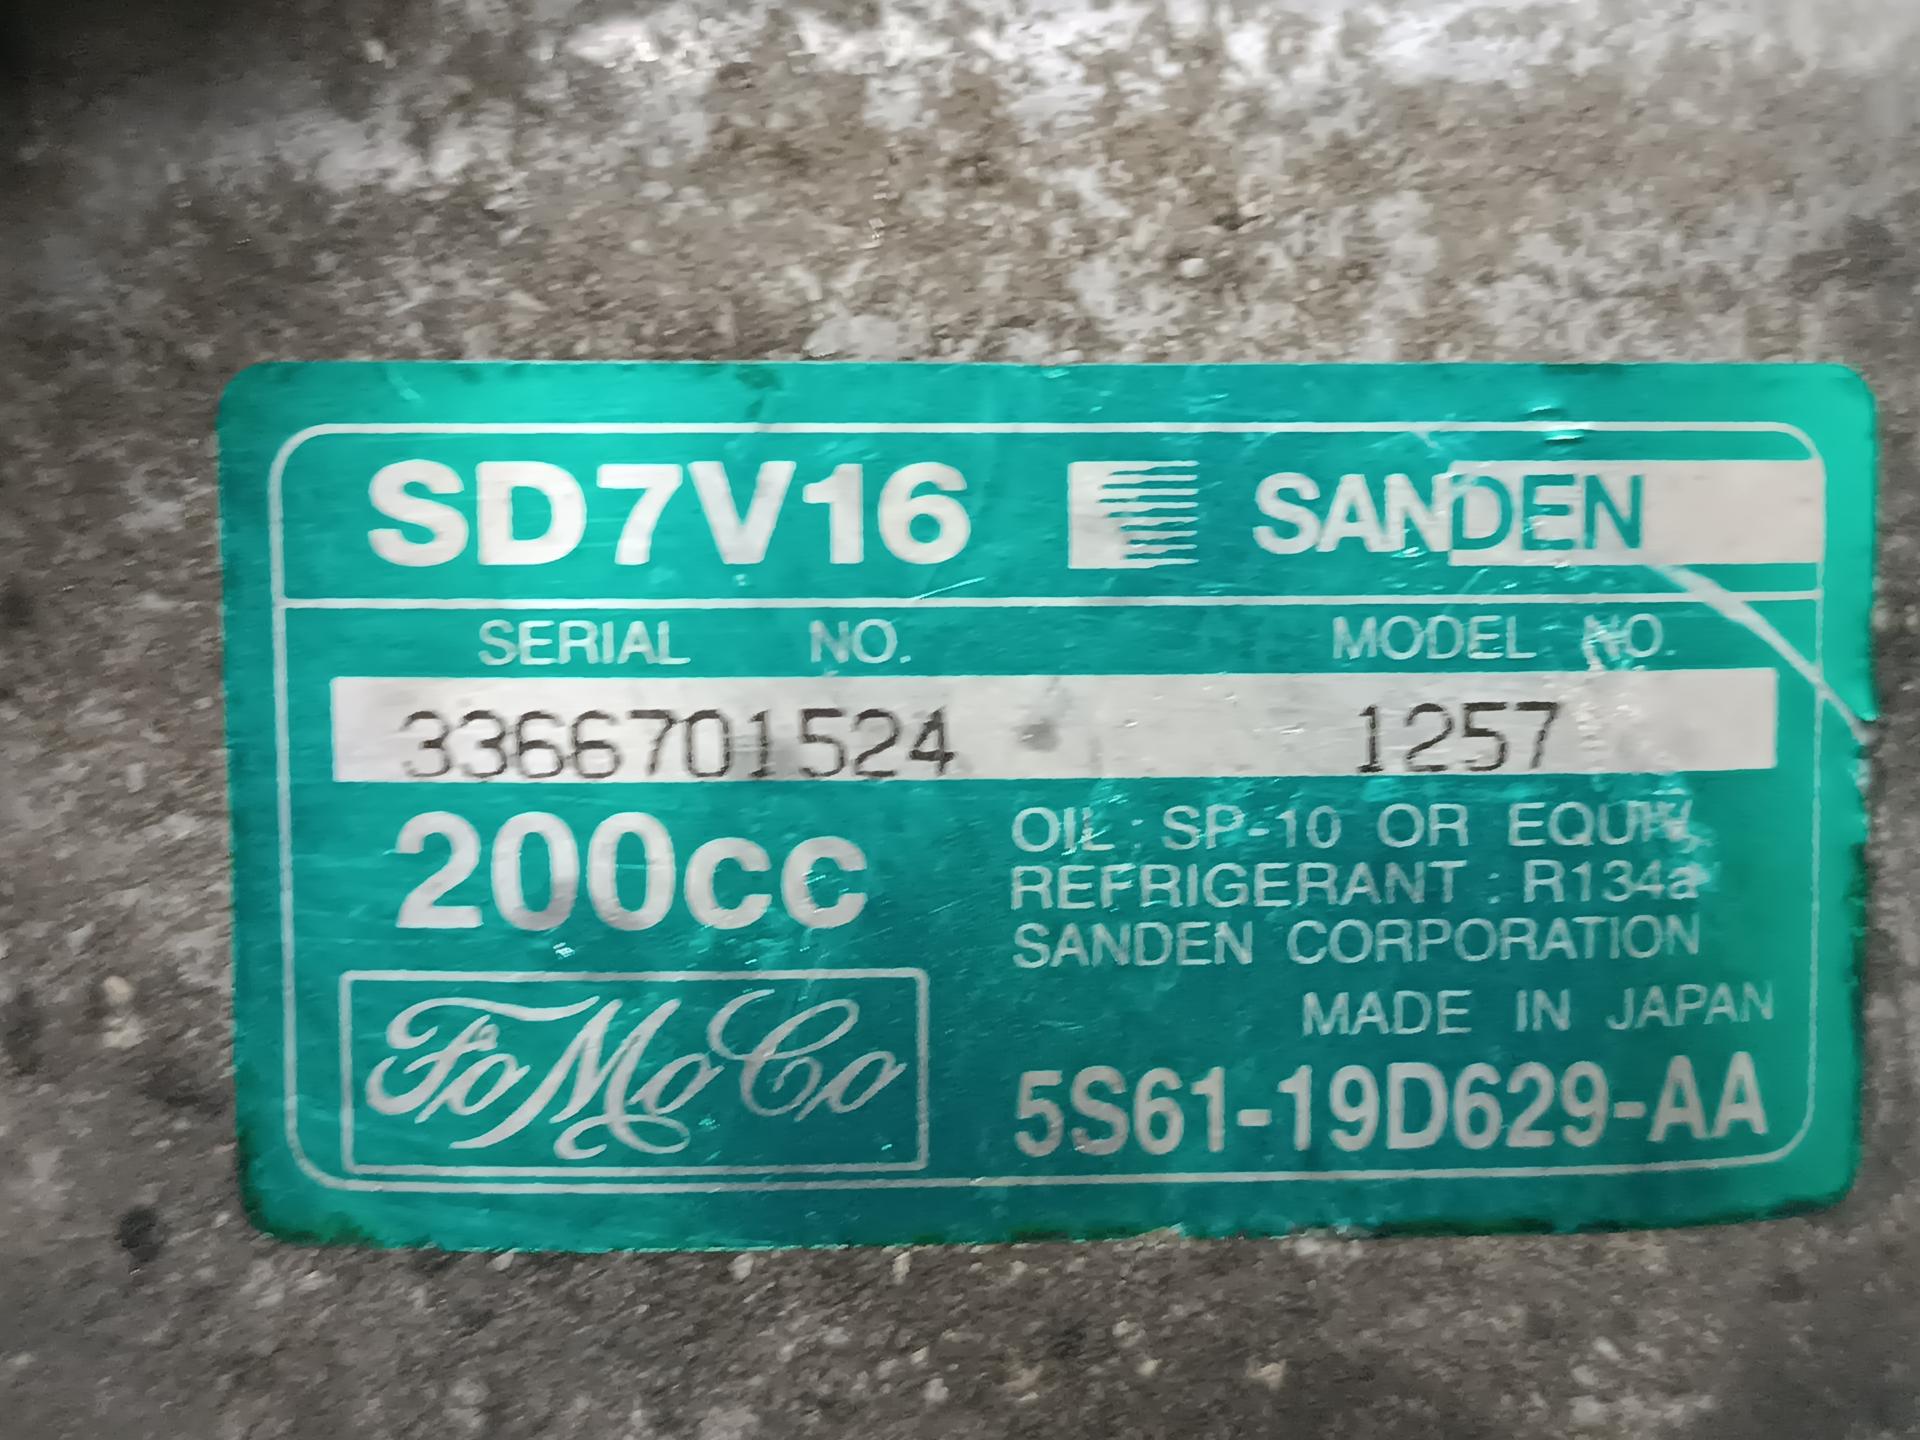 SD7V16 SANDEN
SERIAL NO. MODEL NO.
3366701524 1257
200cc
OIL : SP-10 OR EQUIV.
REFRIGERANT : R134a
SANDEN CORPORATION
MADE IN JAPAN
FoMoCo
5S61-19D629-AA